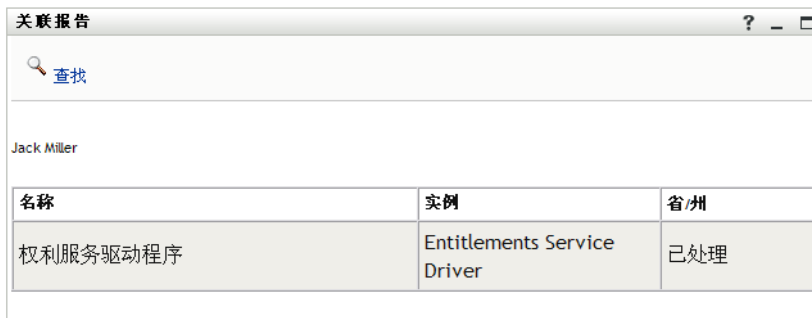 关联报告 ?
查找
Jack Miller
名称 实例 省/州
权利服务驱动程序 Entitlements Service 已处理
Driver